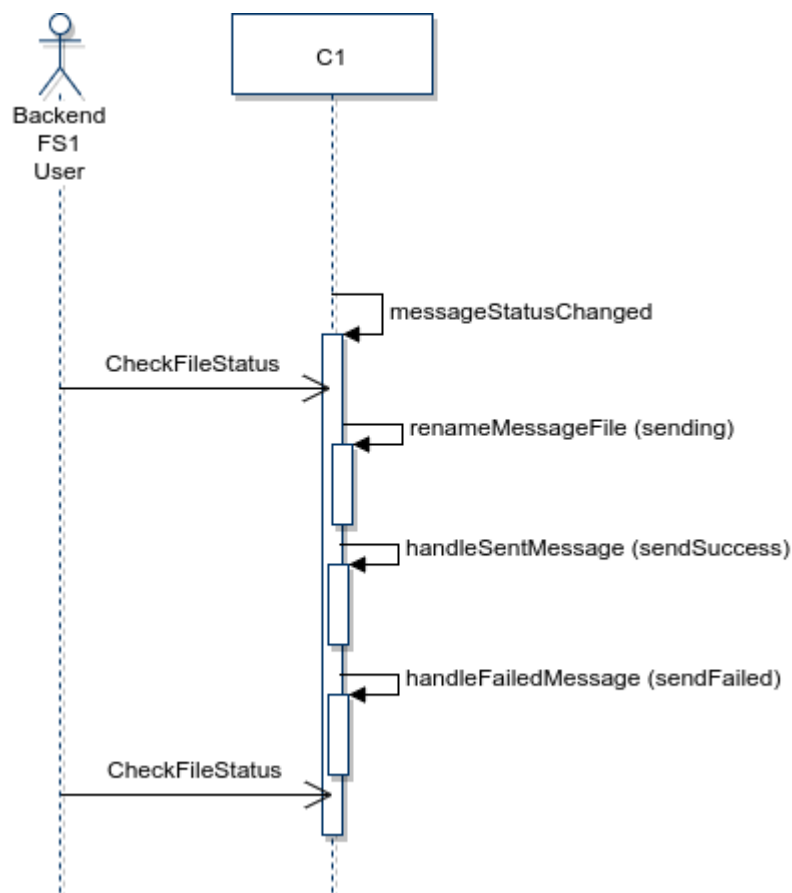 C1
Backend
FS1
User
messageStatusChanged
CheckFileStatus
renameMessageFile (sending)
handleSentMessage (sendSuccess)
handleFailedMessage (sendFailed)
CheckFileStatus